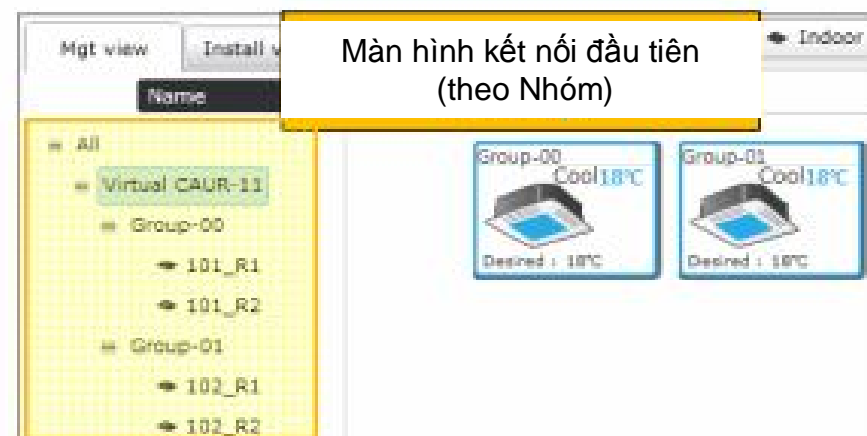 Mgt view
Install v
Màn hình kết nối đầu tiên
(theo Nhóm)
Indoor
Name
All
Virtual CAUR-11
Group-00
101_R1
101_R2
Group-01
102_R1
102_R2
Group-00
Cool18℃
Desired : 18℃
Group-01
Cool18℃
Desired : 18℃